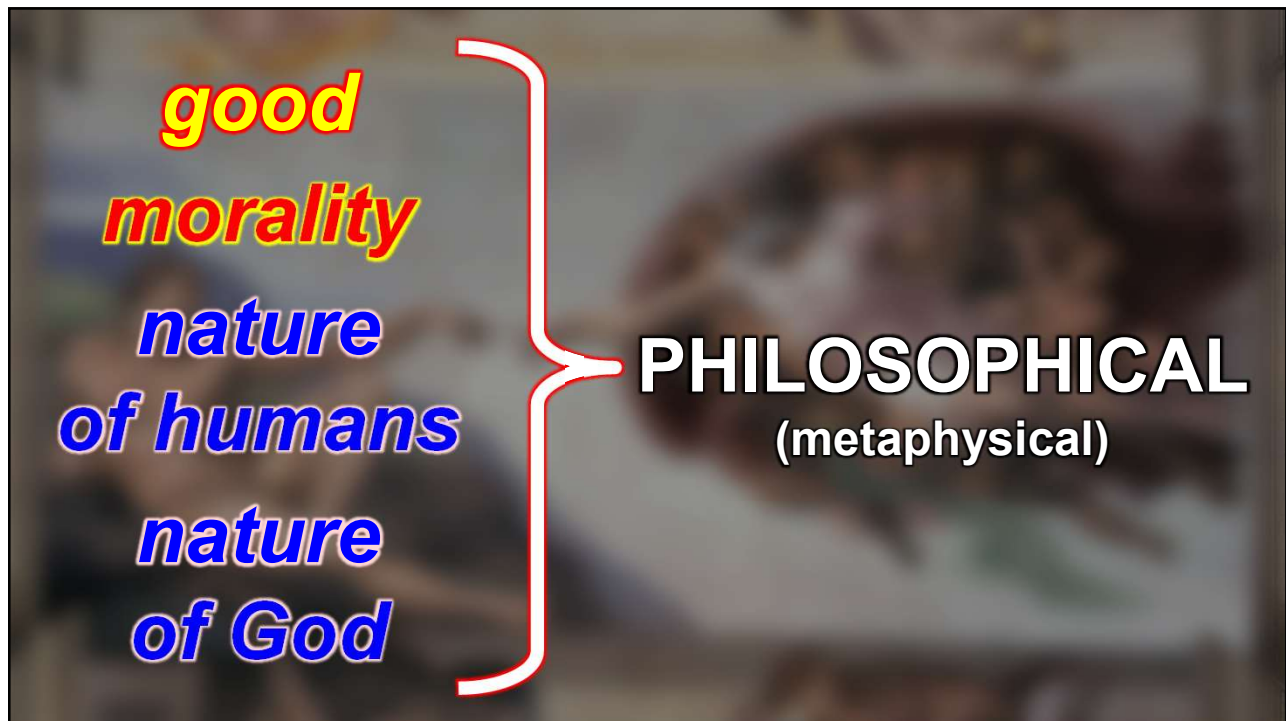 good
morality
nature
of humans
nature
of God
PHILOSOPHICAL
(metaphysical)